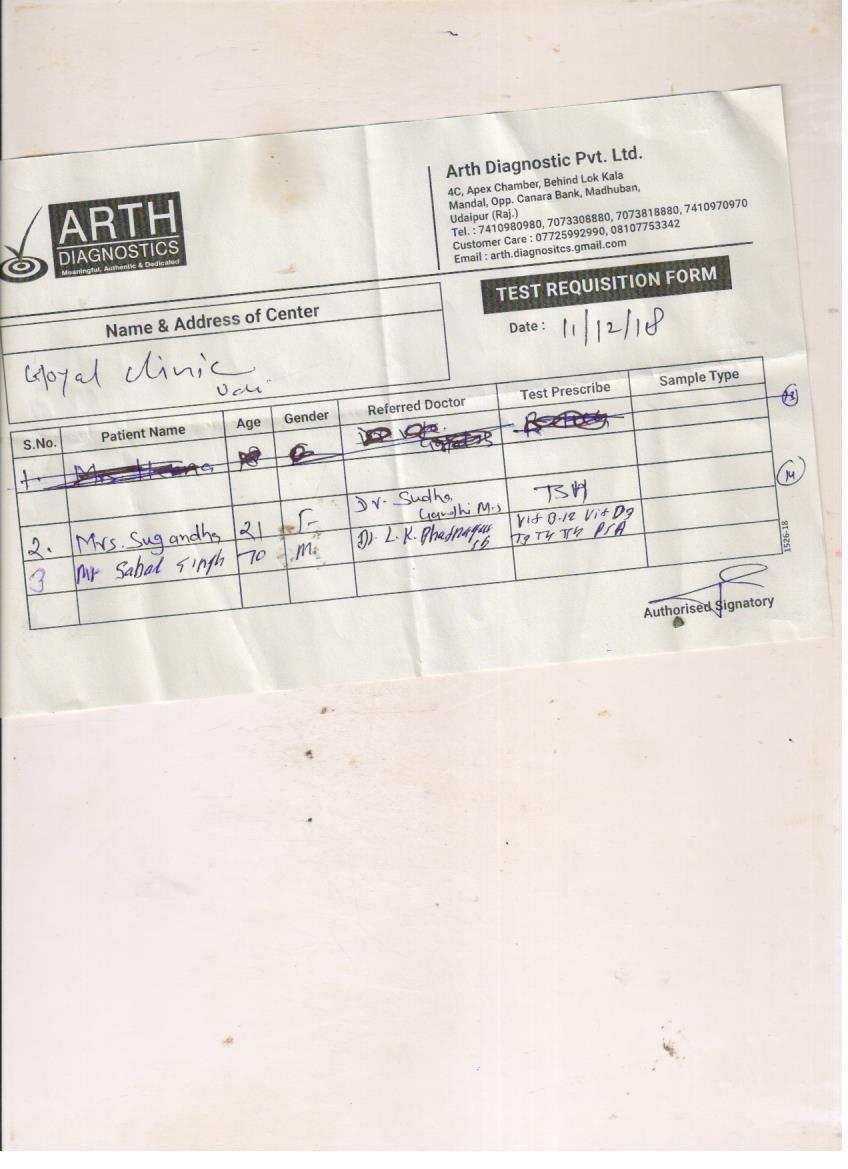 ARTH
DIAGNOSTICS
Meaningful, Authentic & Dedicated
Arth Diagnostic Pvt. Ltd.
4C, Apex Chamber, Behind Lok Kala
Mandal, Opp. Canara Bank, Madhuban,
Udaipur (Raj.)
Tel. : 7410980980, 7073308880, 7073818880, 7410970970
Customer Care : 07725992990, 08107753342
Email : arth.diagnositcs.gmail.com
TEST REQUISITION FORM
Date : 11/12/18
Name & Address of Center
Goyal clinic
S.No. Patient Name Age Gender Referred Doctor Test Prescribe Sample Type
1.
2. Mrs. Sugandha 21 F Dr. Sudha Gandhi M.S TSH
3 Mr Sabal Singh 70 M. Dr. L.K. Bhatnagar Vit B.12 Vit D3 T3 T4 Th PSA
1526-18
Authorised Signatory